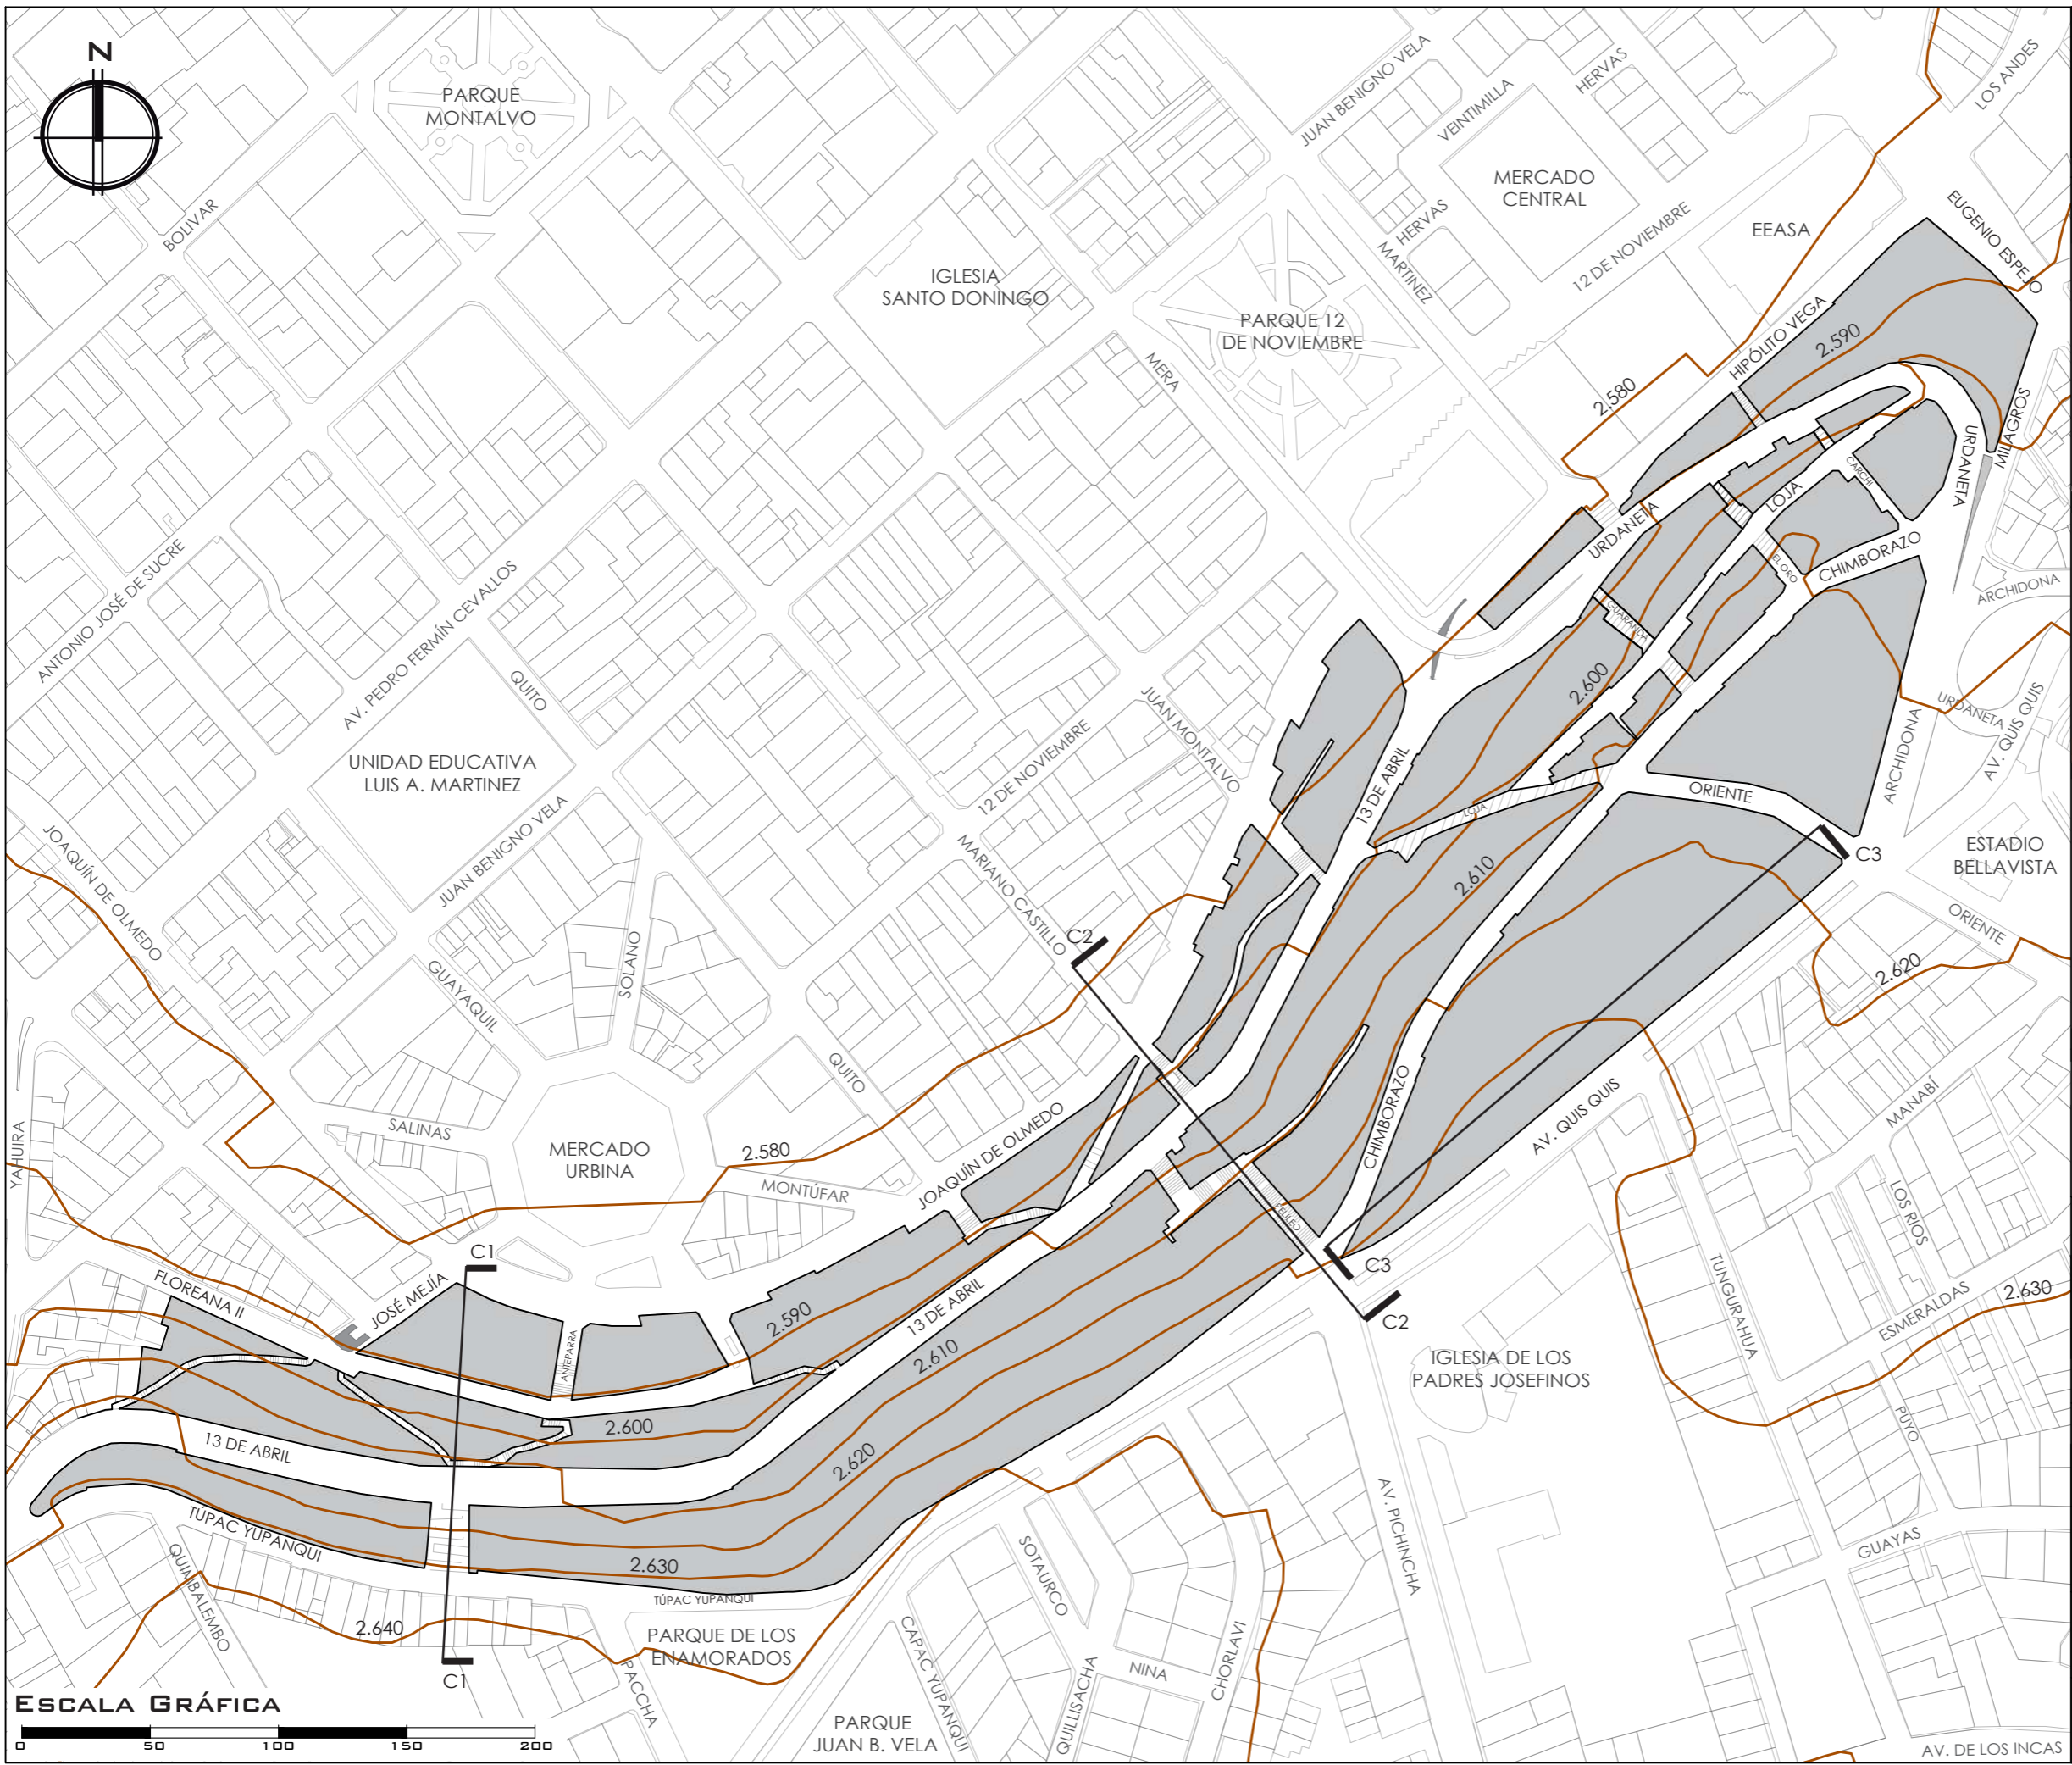 N
PARQUE
MONTALVO
JUAN BENIGNO VELA
VEINTIMILLA
HERVAS
LOS ANDES
MERCADO
CENTRAL
BOLIVAR
HERVAS
MARTINEZ
12 DE NOVIEMBRE
EEASA
EUGENIO ESPEJO
IGLESIA
SANTO DONINGO
PARQUE 12
DE NOVIEMBRE
MERA
HIPÓLITO VEGA
2.590
2.580
MILAGROS
URDANETA
CARCHI
LOJA
URDANETA
EL ORO
CHIMBORAZO
ARCHIDONA
GUARANDA
ANTONIO JOSÉ DE SUCRE
AV. PEDRO FERMÍN CEVALLOS
QUITO
2.600
JUAN MONTALVO
URDANETA
AV. QUIS QUIS
ARCHIDONA
UNIDAD EDUCATIVA
LUIS A. MARTINEZ
12 DE NOVIEMBRE
13 DE ABRIL
LOJA
ORIENTE
JUAN BENIGNO VELA
JOAQUÍN DE OLMEDO
MARIANO CASTILLO
C3
ESTADIO
BELLAVISTA
2.610
ORIENTE
C2
SOLANO
GUAYAQUIL
2.620
QUITO
CHIMBORAZO
AV. QUIS QUIS
MANABÍ
YAHUIRA
SALINAS
MERCADO
URBINA
2.580
MONTÚFAR
JOAQUÍN DE OLMEDO
PELILEO
LOS RIOS
C1
C3
TUNGURAHUA
FLOREANA II
JOSÉ MEJÍA
ANTEPARRA
2.590
13 DE ABRIL
2.610
C2
ESMERALDAS
2.630
IGLESIA DE LOS
PADRES JOSEFINOS
PUYO
13 DE ABRIL
2.600
2.620
AV. PICHINCHA
TÚPAC YUPANQUI
QUIMBALEMBO
2.630
TÚPAC YUPANQUI
SOTAURCO
GUAYAS
2.640
PARQUE DE LOS
ENAMORADOS
CAPAC YUPANQUI
NINA
CHORLAVI
QUILLISACHA
C1
PACCHA
ESCALA GRÁFICA
0 50 100 150 200
PARQUE
JUAN B. VELA
AV. DE LOS INCAS